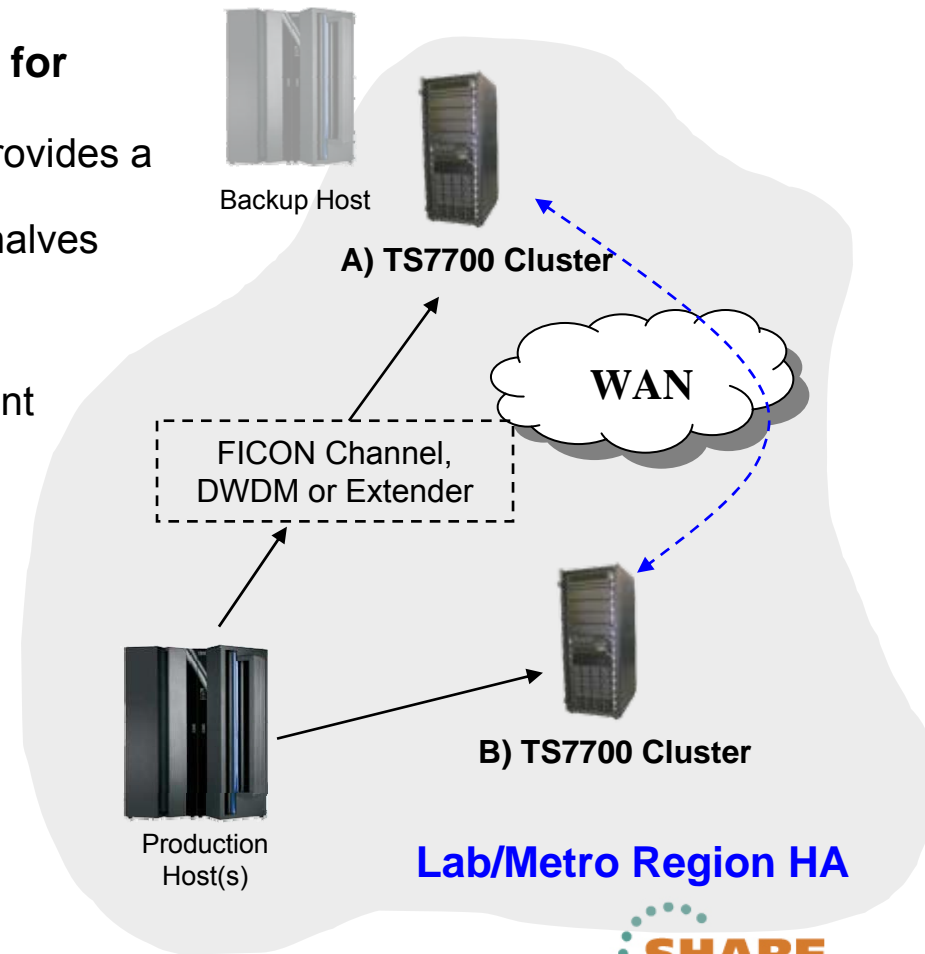 for
rovides a
Backup Host
nalves
A) TS7700 Cluster
WAN
nt
FICON Channel,
DWDM or Extender
B) TS7700 Cluster
Production
Host(s)
Lab/Metro Region HA
SHARE